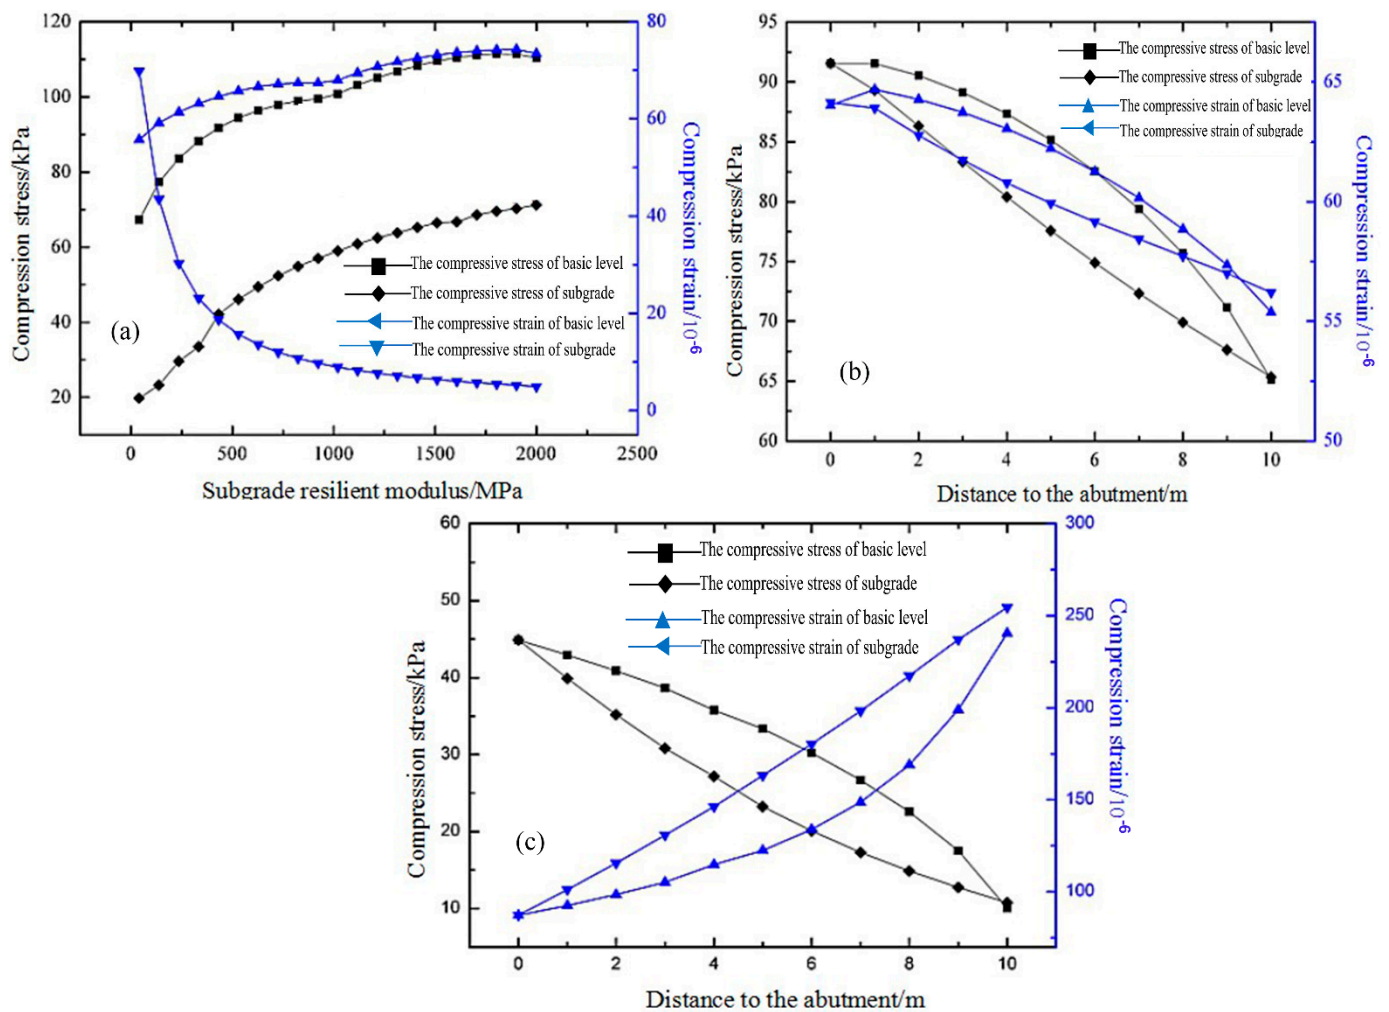 120
100
80
60
40
20
Compression stress/kPa
80
60
40
20
0
Compression strain/10⁻⁶
The compressive stress of basic level
The compressive stress of subgrade
The compressive strain of basic level
The compressive strain of subgrade
(a)
0 500 1000 1500 2000 2500
Subgrade resilient modulus/MPa
95
90
85
80
75
70
65
60
Compression stress/kPa
65
60
55
50
Compression strain/10⁻⁶
The compressive stress of basic level
The compressive stress of subgrade
The compressive strain of basic level
The compressive strain of subgrade
(b)
0 2 4 6 8 10
Distance to the abutment/m
60
50
40
30
20
10
Compression stress/kPa
300
250
200
150
100
Compression strain/10⁻⁶
The compressive stress of basic level
The compressive stress of subgrade
The compressive strain of basic level
The compressive strain of subgrade
(c)
0 2 4 6 8 10
Distance to the abutment/m